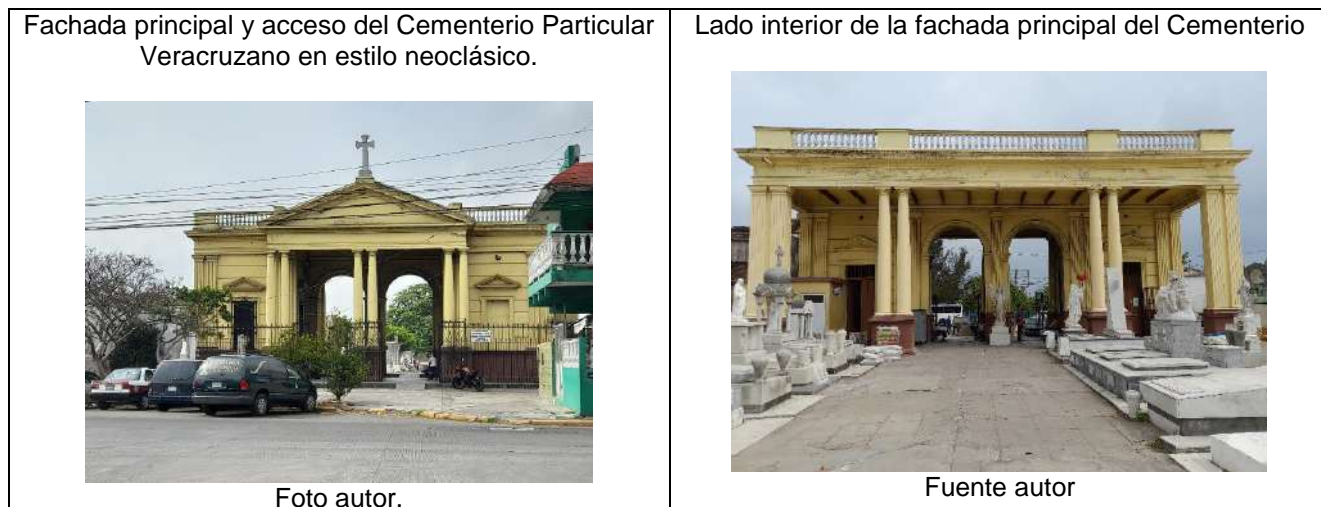 Fachada principal y acceso del Cementerio Particular
Veracruzano en estilo neoclásico.
Foto autor.
Lado interior de la fachada principal del Cementerio
Fuente autor